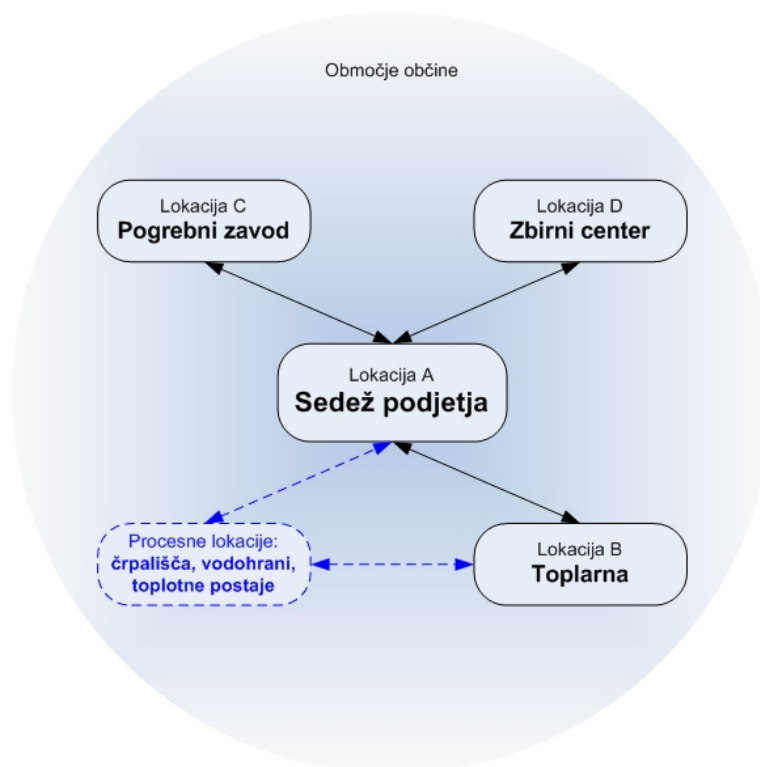 Območje občine
Lokacija C
Pogrebni zavod
Lokacija D
Zbirni center
Lokacija A
Sedež podjetja
Procesne lokacije:
črpališča, vodohrani,
toplotne postaje
Lokacija B
Toplarna